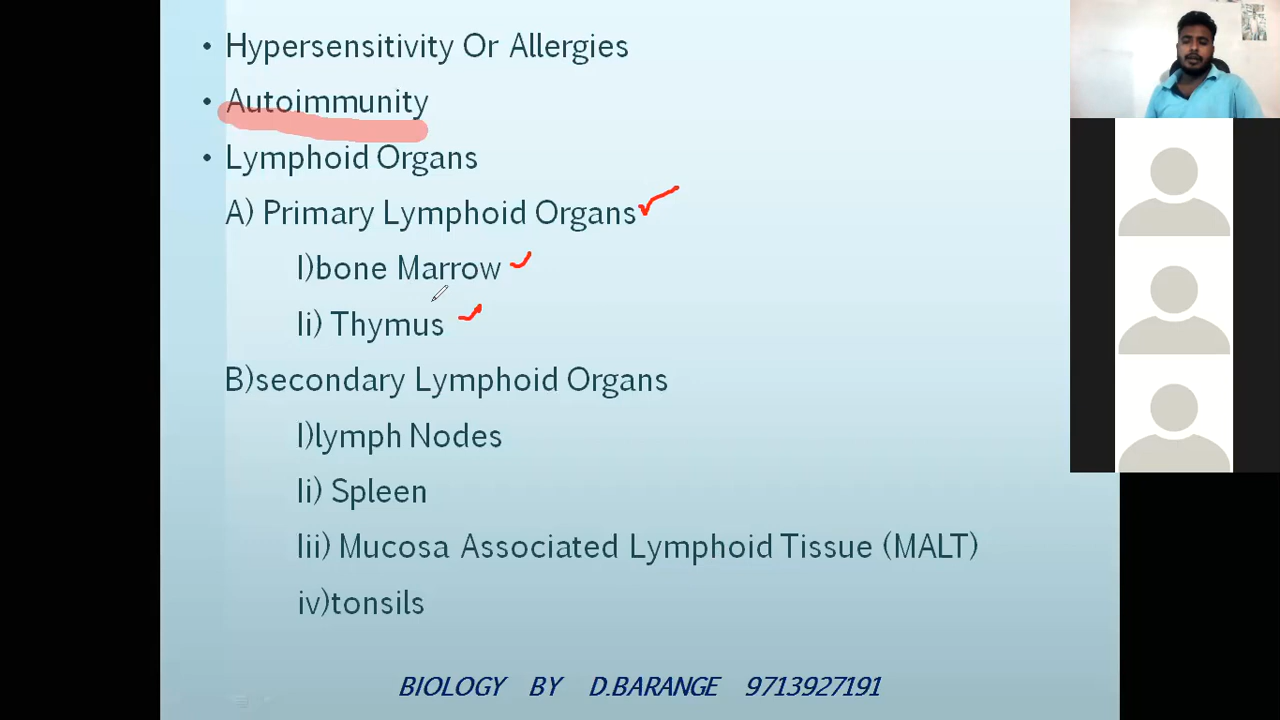 • Hypersensitivity Or Allergies
• Autoimmunity
• Lymphoid Organs
A) Primary Lymphoid Organs
I)bone Marrow
Ii) Thymus
B)secondary Lymphoid Organs
I)lymph Nodes
Ii) Spleen
Iii) Mucosa Associated Lymphoid Tissue (MALT)
iv)tonsils
BIOLOGY BY D.BARANGE 9713927191